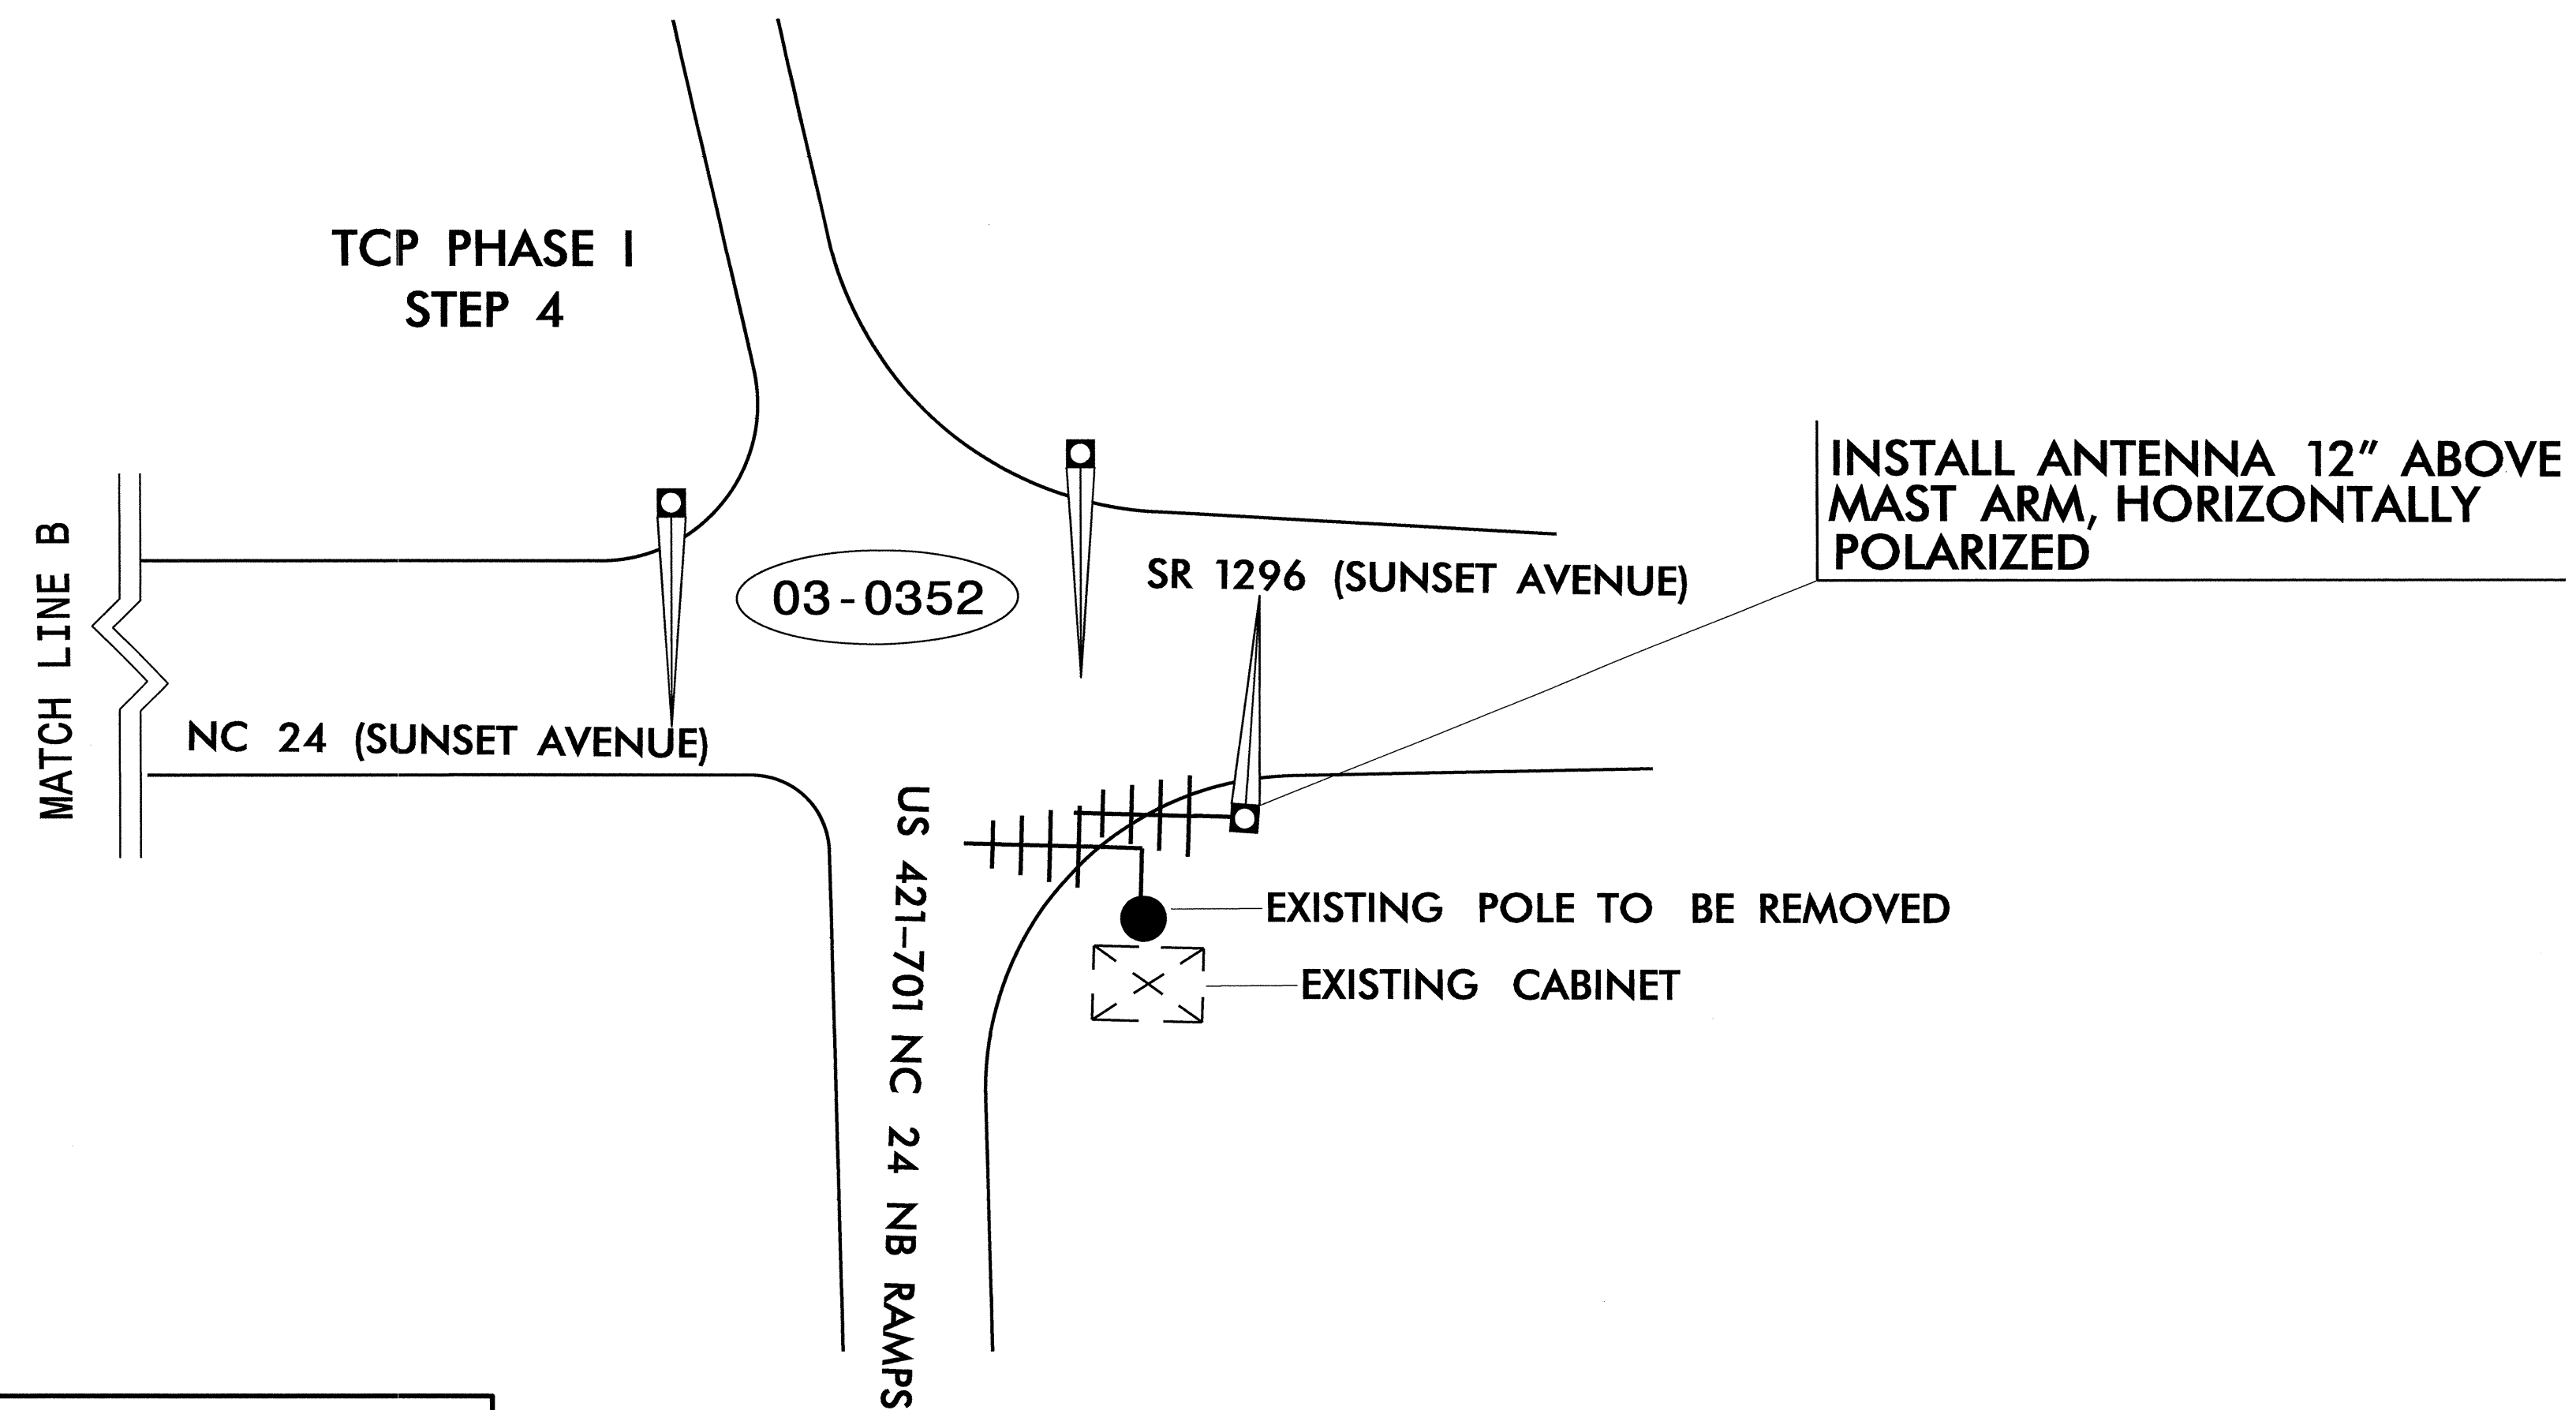 TCP PHASE I
STEP 4
INSTALL ANTENNA 12" ABOVE
MAST ARM, HORIZONTALLY
POLARIZED
MATCH LINE B
03-0352
SR 1296 (SUNSET AVENUE)
NC 24 (SUNSET AVENUE)
US 421-701 NC 24 NB RAMPS
EXISTING POLE TO BE REMOVED
EXISTING CABINET